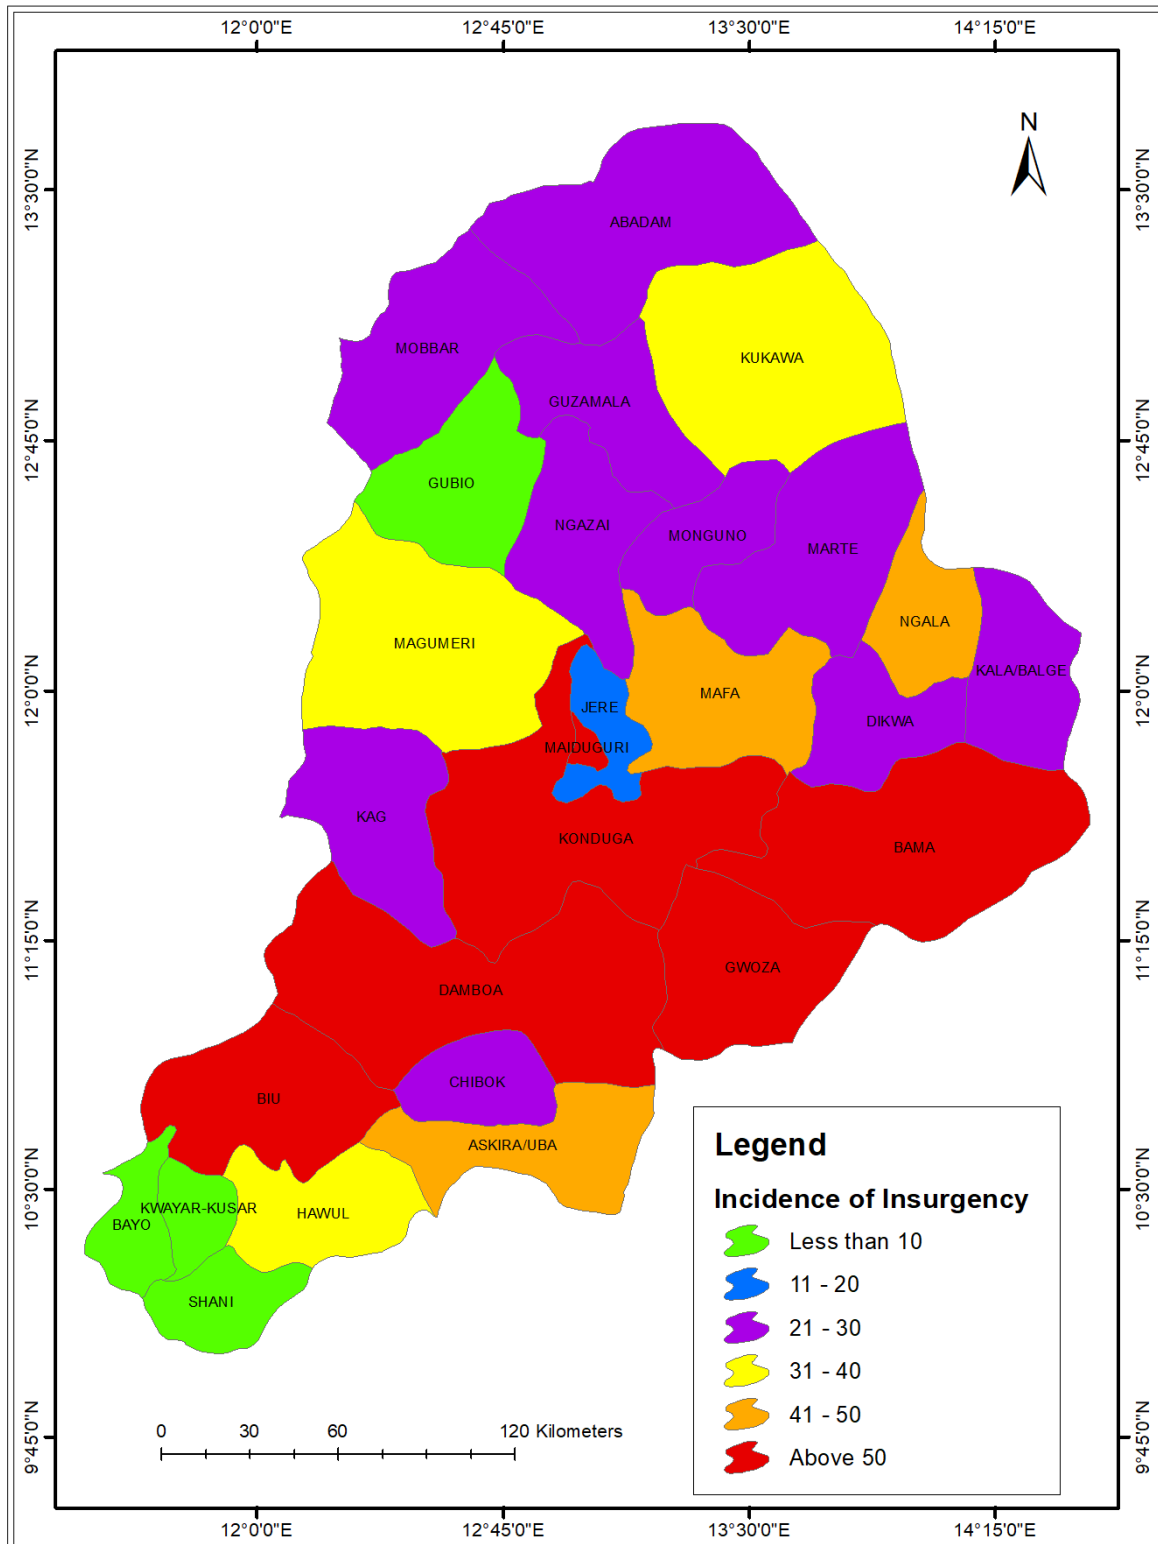 12°0'0"E 12°45'0"E 13°30'0"E 14°15'0"E
N
13°30'0"N 13°30'0"N
ABADAM
MOBBAR
KUKAWA
GUZAMALA
12°45'0"N 12°45'0"N
GUBIO
NGAZAI
MONGUNO
MARTE
NGALA
MAGUMERI
KALA/BALGE
12°0'0"N 12°0'0"N
MAFA
JERE
DIKWA
MAIDUGURI
KAG
KONDUGA
BAMA
11°15'0"N 11°15'0"N
GWOZA
DAMBOA
CHIBOK
BIU
ASKIRA/UBA
10°30'0"N 10°30'0"N
KWAYAR-KUSAR
HAWUL
BAYO
SHANI
Legend
Incidence of Insurgency
Less than 10
11 - 20
21 - 30
31 - 40
41 - 50
Above 50
0 30 60 120 Kilometers
9°45'0"N 9°45'0"N
12°0'0"E 12°45'0"E 13°30'0"E 14°15'0"E